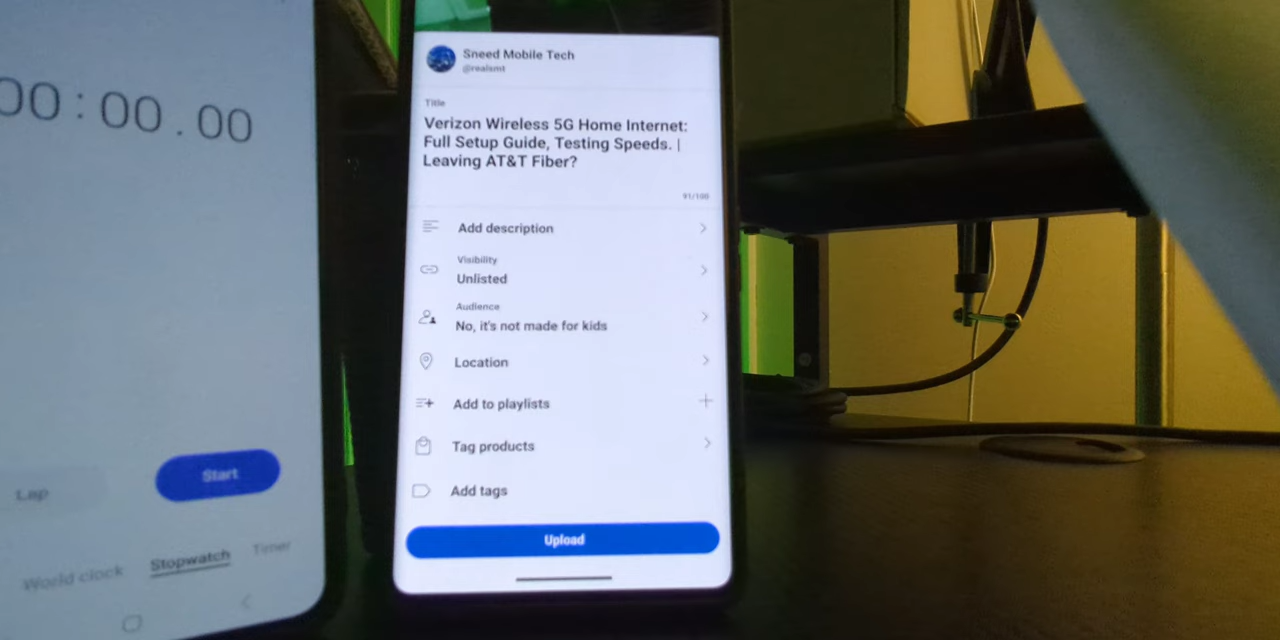 00:00.00
Lap
Start
World clock
Stopwatch
Timer
Sneed Mobile Tech
@realsmt
Title
Verizon Wireless 5G Home Internet:
Full Setup Guide, Testing Speeds. |
Leaving AT&T Fiber?
91/100
Add description
Visibility
Unlisted
Audience
No, it's not made for kids
Location
Add to playlists
Tag products
Add tags
Upload